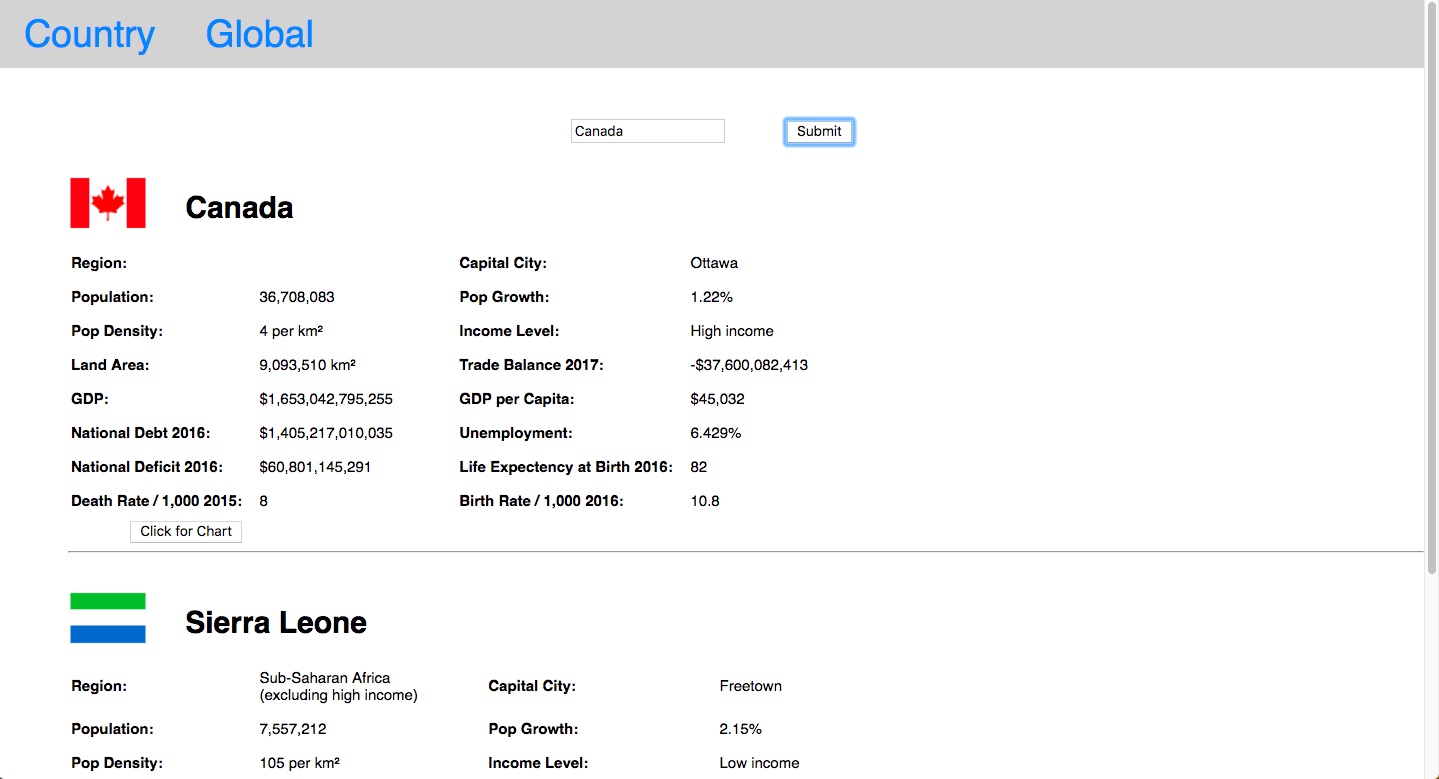 Country Global
Canada Submit
Canada
Region: Capital City: Ottawa
Population: 36,708,083 Pop Growth: 1.22%
Pop Density: 4 per km² Income Level: High income
Land Area: 9,093,510 km² Trade Balance 2017: -$37,600,082,413
GDP: $1,653,042,795,255 GDP per Capita: $45,032
National Debt 2016: $1,405,217,010,035 Unemployment: 6.429%
National Deficit 2016: $60,801,145,291 Life Expectency at Birth 2016: 82
Death Rate / 1,000 2015: 8 Birth Rate / 1,000 2016: 10.8
Click for Chart
Sierra Leone
Region: Sub-Saharan Africa
(excluding high income) Capital City: Freetown
Population: 7,557,212 Pop Growth: 2.15%
Pop Density: 105 per km² Income Level: Low income